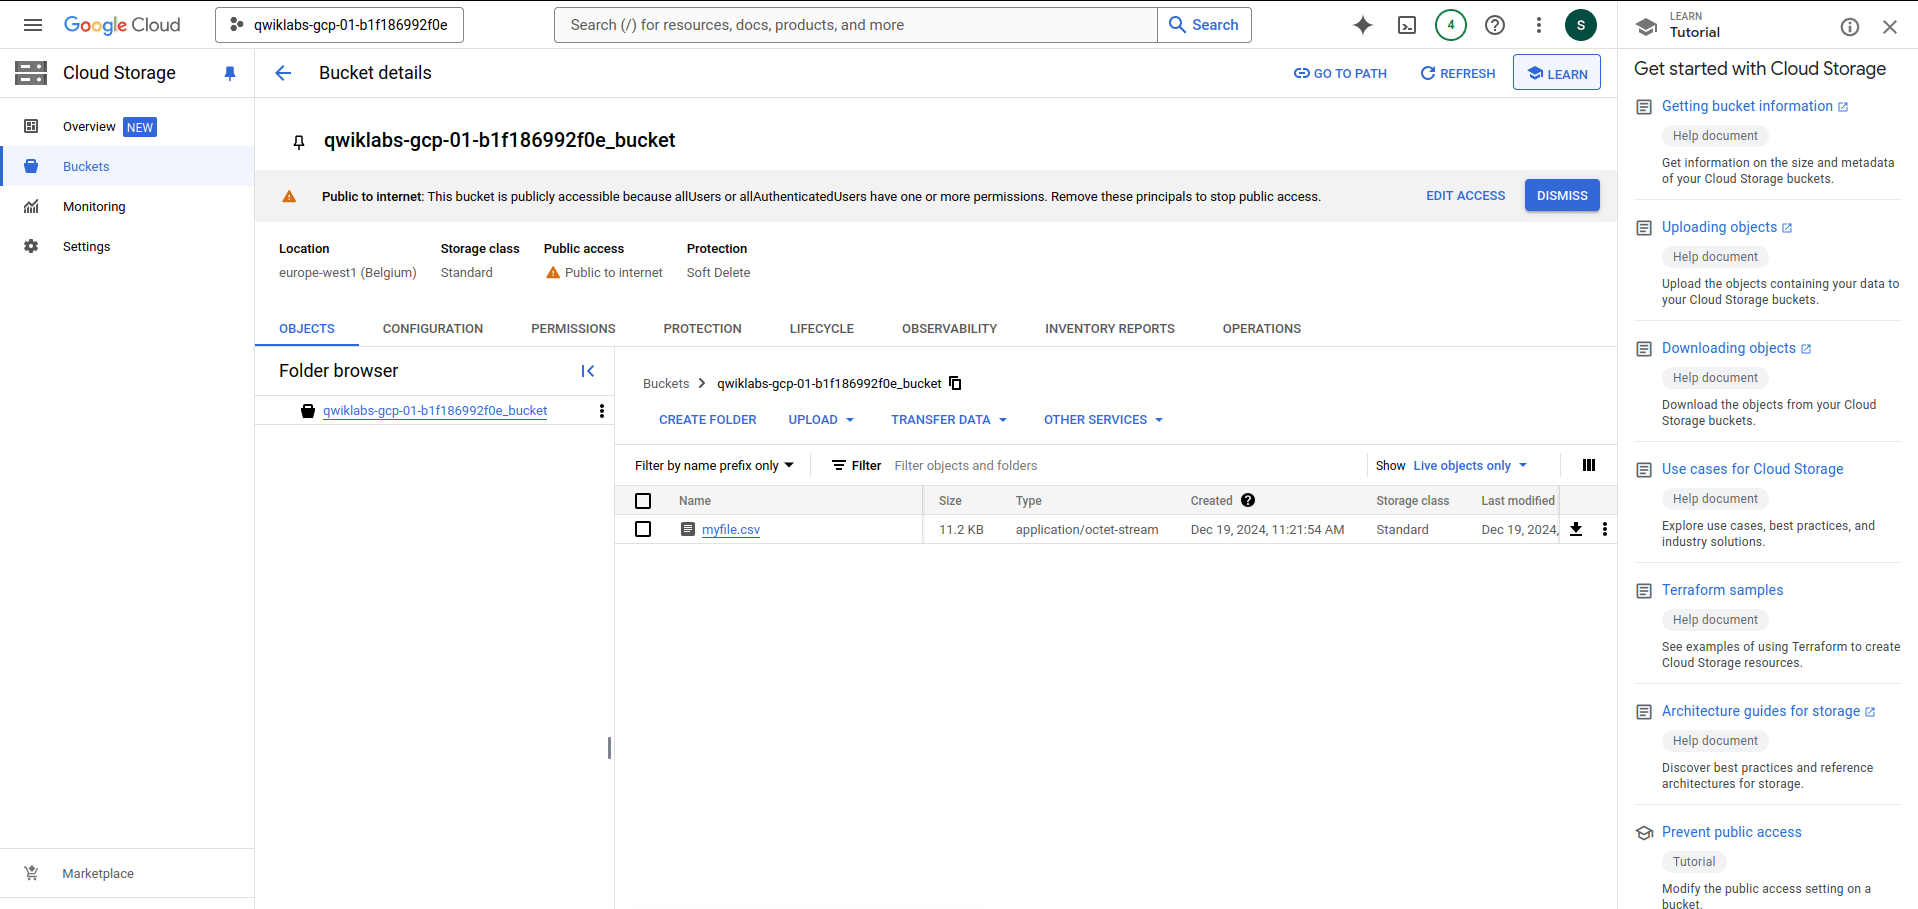 Google Cloud
qwiklabs-gcp-01-b1f186992f0e
Search (/) for resources, docs, products, and more
Search
4
S
LEARN
Tutorial
Cloud Storage
Bucket details
GO TO PATH
REFRESH
LEARN
Get started with Cloud Storage
Overview NEW
Buckets
Monitoring
Settings
Marketplace
qwiklabs-gcp-01-b1f186992f0e_bucket
Public to internet: This bucket is publicly accessible because allUsers or allAuthenticatedUsers have one or more permissions. Remove these principals to stop public access.
EDIT ACCESS
DISMISS
Location Storage class Public access Protection
europe-west1 (Belgium) Standard Public to internet Soft Delete
OBJECTS CONFIGURATION PERMISSIONS PROTECTION LIFECYCLE OBSERVABILITY INVENTORY REPORTS OPERATIONS
Folder browser
qwiklabs-gcp-01-b1f186992f0e_bucket
Buckets qwiklabs-gcp-01-b1f186992f0e_bucket
CREATE FOLDER UPLOAD TRANSFER DATA OTHER SERVICES
Filter by name prefix only Filter Filter objects and folders Show Live objects only
Name Size Type Created Storage class Last modified
myfile.csv 11.2 KB application/octet-stream Dec 19, 2024, 11:21:54 AM Standard Dec 19, 2024,
Getting bucket information
Help document
Get information on the size and metadata
of your Cloud Storage buckets.
Uploading objects
Help document
Upload the objects containing your data to
your Cloud Storage buckets.
Downloading objects
Help document
Download the objects from your Cloud
Storage buckets.
Use cases for Cloud Storage
Help document
Explore use cases, best practices, and
industry solutions.
Terraform samples
Help document
See examples of using Terraform to create
Cloud Storage resources.
Architecture guides for storage
Help document
Discover best practices and reference
architectures for storage.
Prevent public access
Tutorial
Modify the public access setting on a
bucket.